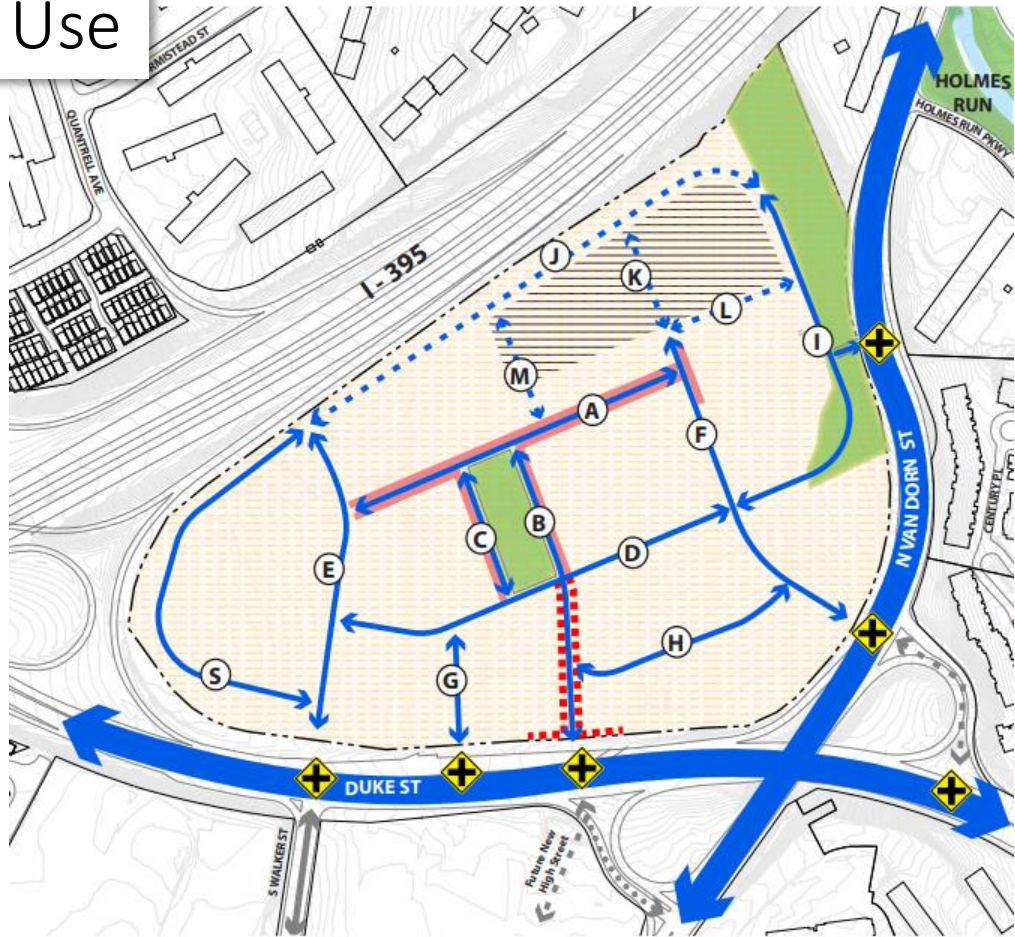 Use
RMISTEAD ST
QUANTRELL AVE
HOLMES
RUN
HOLMES RUN PKWY
I - 395
J
K
L
I
M
A
F
N VAN DORN ST
CENTURY PL
C
B
D
E
H
S
G
DUKE ST
S WALKER ST
Future New
High Street